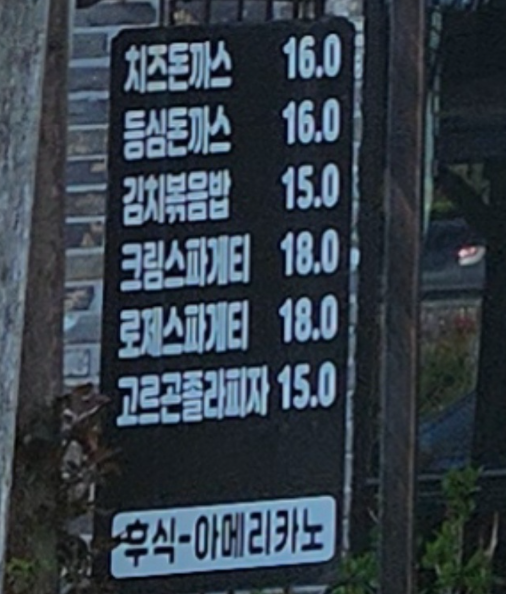 치즈돈까스 16.0
등심돈까스 16.0
김치볶음밥 15.0
크림스파게티 18.0
로제스파게티 18.0
고르곤졸라피자 15.0
후식-아메리카노